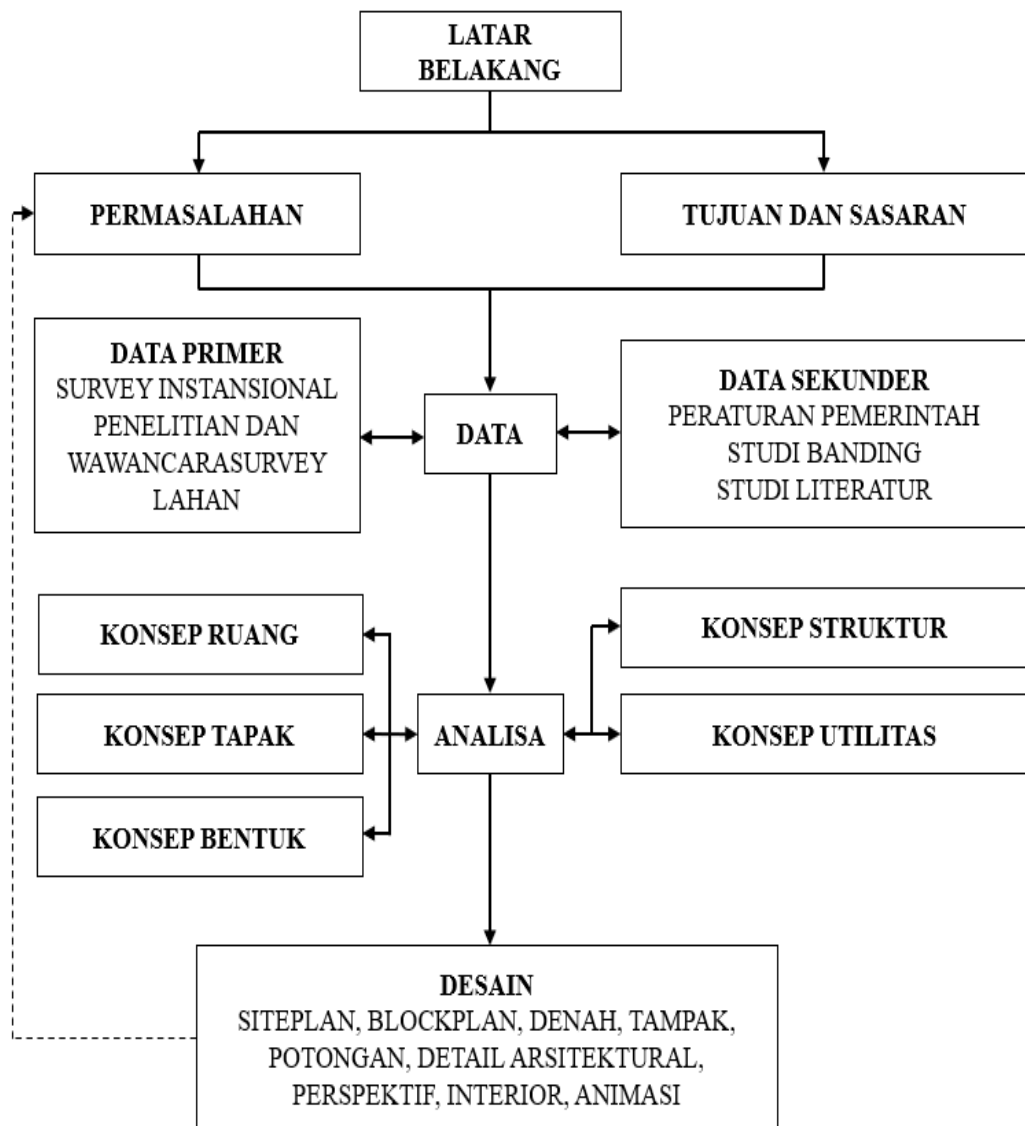 LATAR
BELAKANG
PERMASALAHAN
TUJUAN DAN SASARAN
DATA PRIMER
SURVEY INSTANSIONAL
PENELITIAN DAN
WAWANCARASURVEY
LAHAN
DATA
DATA SEKUNDER
PERATURAN PEMERINTAH
STUDI BANDING
STUDI LITERATUR
KONSEP RUANG
KONSEP TAPAK
KONSEP BENTUK
ANALISA
KONSEP STRUKTUR
KONSEP UTILITAS
DESAIN
SITEPLAN, BLOCKPLAN, DENAH, TAMPAK,
POTONGAN, DETAIL ARSITEKTURAL,
PERSPEKTIF, INTERIOR, ANIMASI